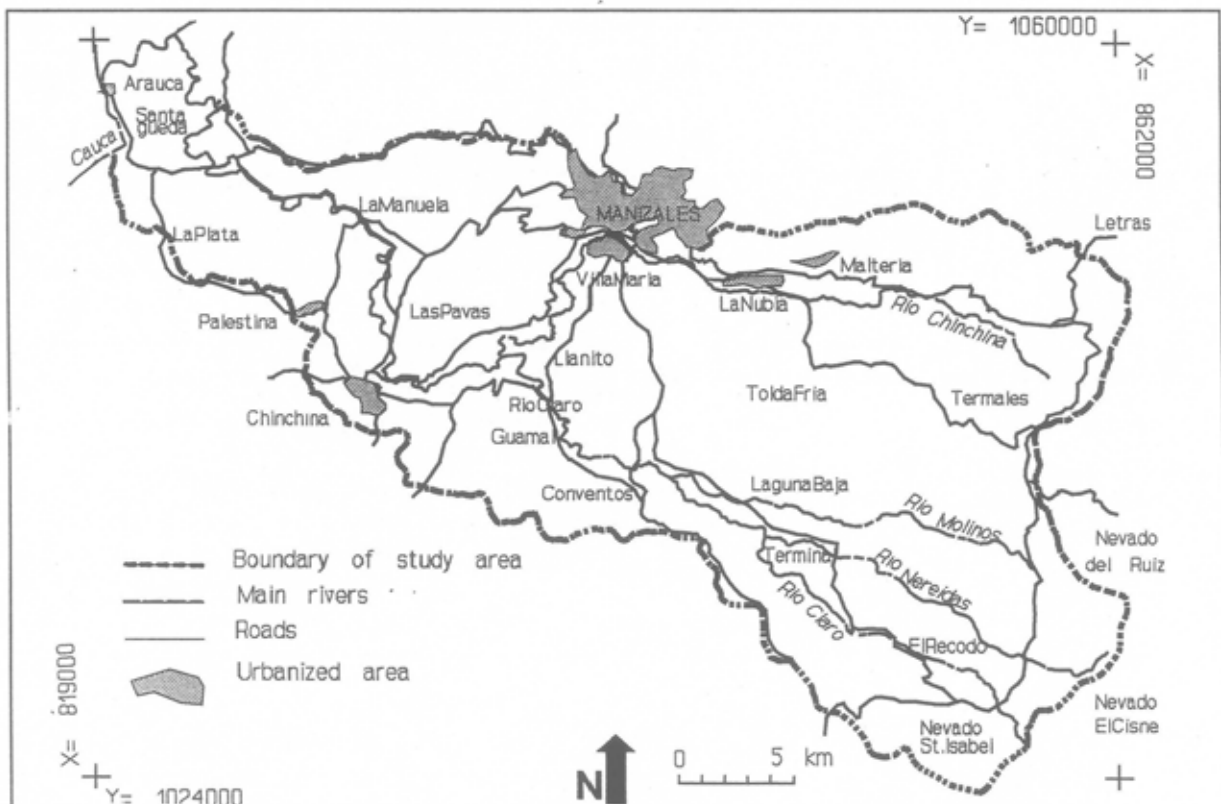 Y= 1060000
X= 862000
Arauca
Santa
gueda
Cauca
LaManuela
MANIZALES
Letras
LaPlata
VillaMaria
Malteria
LaNubia
Rio Chinchina
Palestina
LasPavas
Llanito
ToldaFria
Termales
Chinchina
RioClaro
Guamal
Conventos
LagunaBaja
Rio Molinos
Nevado
del Ruiz
Termino
Rio Nereidas
Rio Claro
ElRecodo
Nevado
ElCisne
Nevado
St.Isabel
Boundary of study area
Main rivers
Roads
Urbanized area
X= 819000
Y= 1024000
N
0 5 km